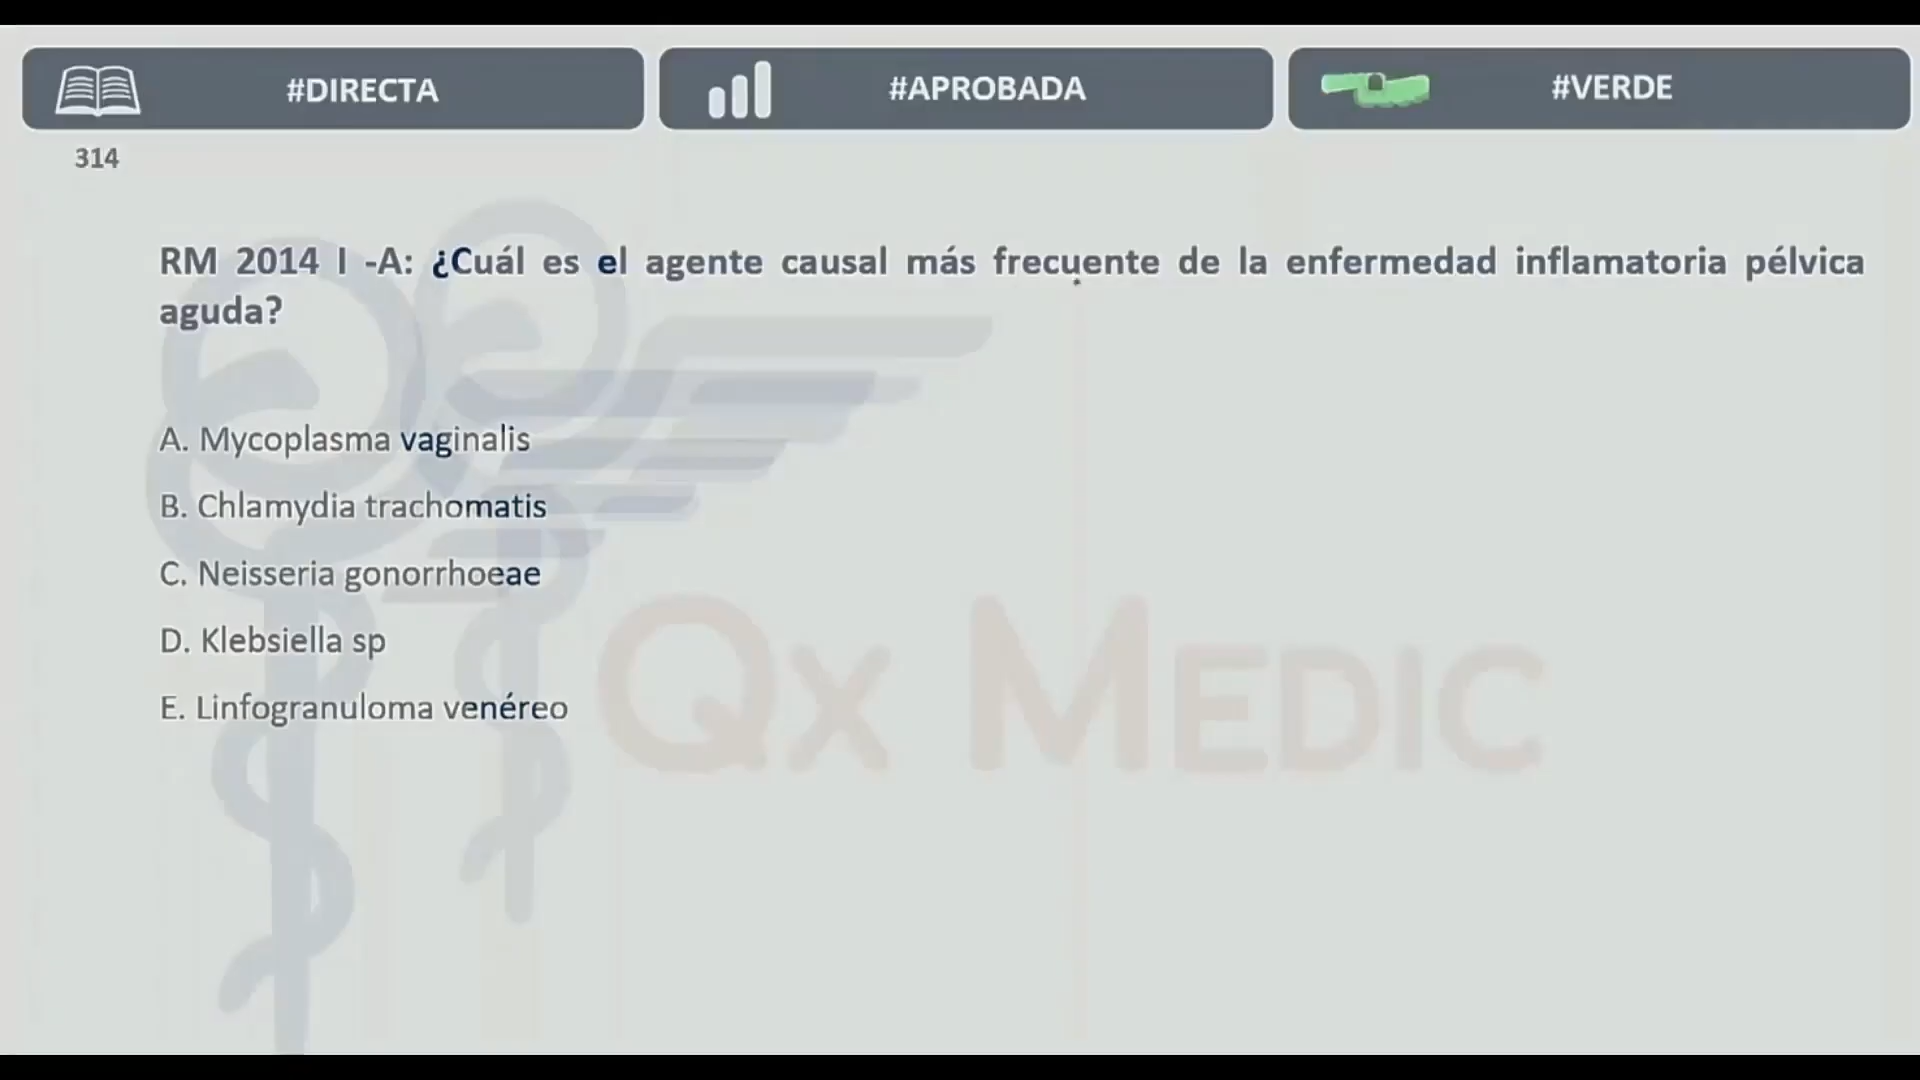 #DIRECTA
#APROBADA
#VERDE
314
RM 2014 I -A: ¿Cuál es el agente causal más frecuente de la enfermedad inflamatoria pélvica
aguda?
A. Mycoplasma vaginalis
B. Chlamydia trachomatis
C. Neisseria gonorrhoeae
D. Klebsiella sp
E. Linfogranuloma venéreo
QX MEDIC